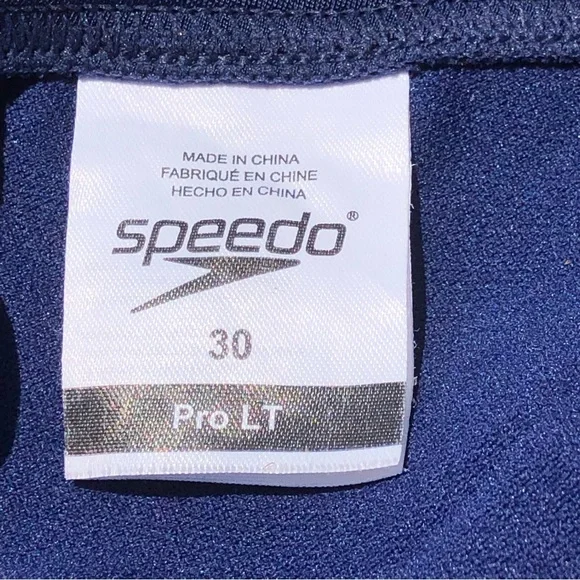 MADE IN CHINA
FABRIQUÉ EN CHINE
HECHO EN CHINA
speedo®
30
Pro LT